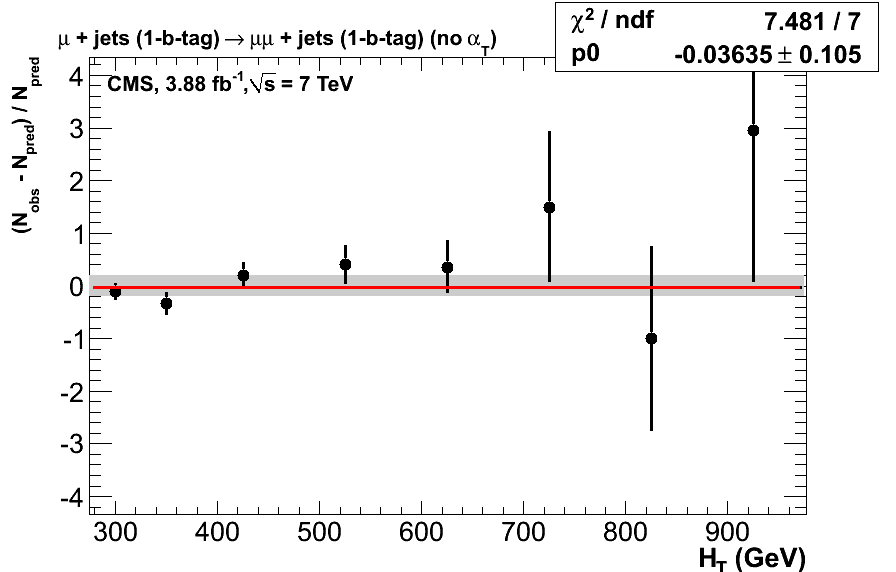 μ + jets (1-b-tag) → μμ + jets (1-b-tag) (no α_T)
χ² / ndf 7.481 / 7
p0 -0.03635 ± 0.105
CMS, 3.88 fb⁻¹, √s = 7 TeV
(N_obs - N_pred) / N_pred
4
3
2
1
0
-1
-2
-3
-4
300 400 500 600 700 800 900
H_T (GeV)